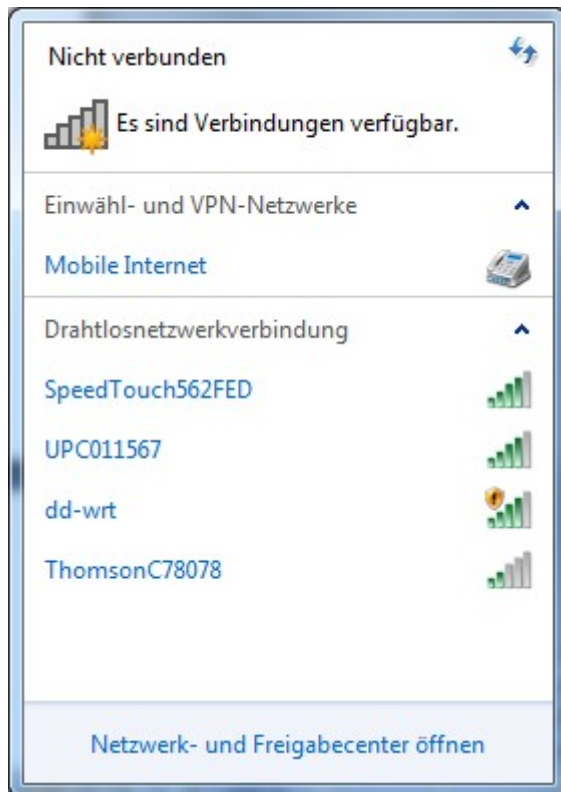 Nicht verbunden
Es sind Verbindungen verfügbar.
Einwähl- und VPN-Netzwerke
Mobile Internet
Drahtlosnetzwerkverbindung
SpeedTouch562FED
UPC011567
dd-wrt
ThomsonC78078
Netzwerk- und Freigabecenter öffnen